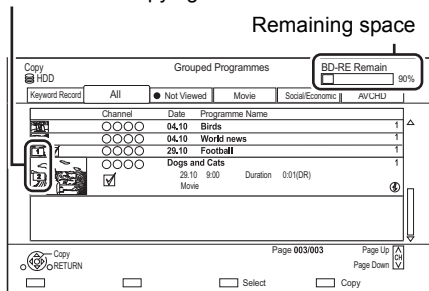 Remaining space
Copy
HDD
Grouped Programmes
BD-RE Remain
90%
Keyword Record
All
Not Viewed
Movie
Social/Economic
AVCHD
Channel Date Programme Name
04.10 Birds 1
04.10 World news 1
1 29.10 Football 1
2 Dogs and Cats 1
29.10 9:00 Duration 0:01(DR)
Movie
Copy
RETURN
Page 003/003
Page Up
CH
Page Down
Select
Copy